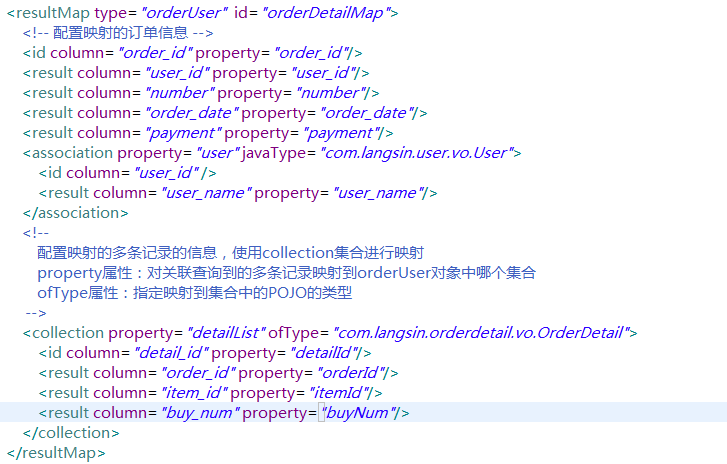 <resultMap type="orderUser" id="orderDetailMap">
<!-- 配置映射的订单信息 -->
<id column="order_id" property="order_id"/>
<result column="user_id" property="user_id"/>
<result column="number" property="number"/>
<result column="order_date" property="order_date"/>
<result column="payment" property="payment"/>
<association property="user" javaType="com.langsin.user.vo.User">
<id column="user_id" />
<result column="user_name" property="user_name"/>
</association>
<!--
配置映射的多条记录的信息，使用collection集合进行映射
property属性：对关联查询到的多条记录映射到orderUser对象中哪个集合
ofType属性：指定映射到集合中的POJO的类型
-->
<collection property="detailList" ofType="com.langsin.orderdetail.vo.OrderDetail">
<id column="detail_id" property="detailId"/>
<result column="order_id" property="orderId"/>
<result column="item_id" property="itemId"/>
<result column="buy_num" property="buyNum"/>
</collection>
</resultMap>